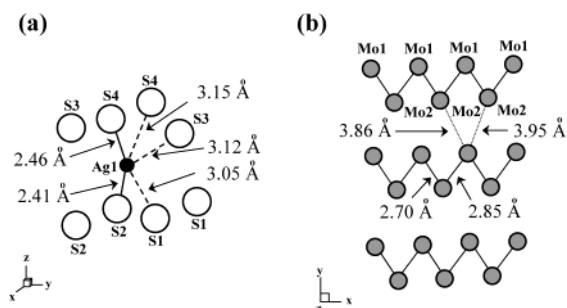 (a)
S4
S4
3.15 Å
S3
S3
3.12 Å
2.46 Å
Ag1
3.05 Å
2.41 Å
S2
S2
S1
S1
z
x
y
(b)
Mo1 Mo1 Mo1 Mo1
Mo2 Mo2 Mo2
3.86 Å
3.95 Å
2.70 Å 2.85 Å
y
x